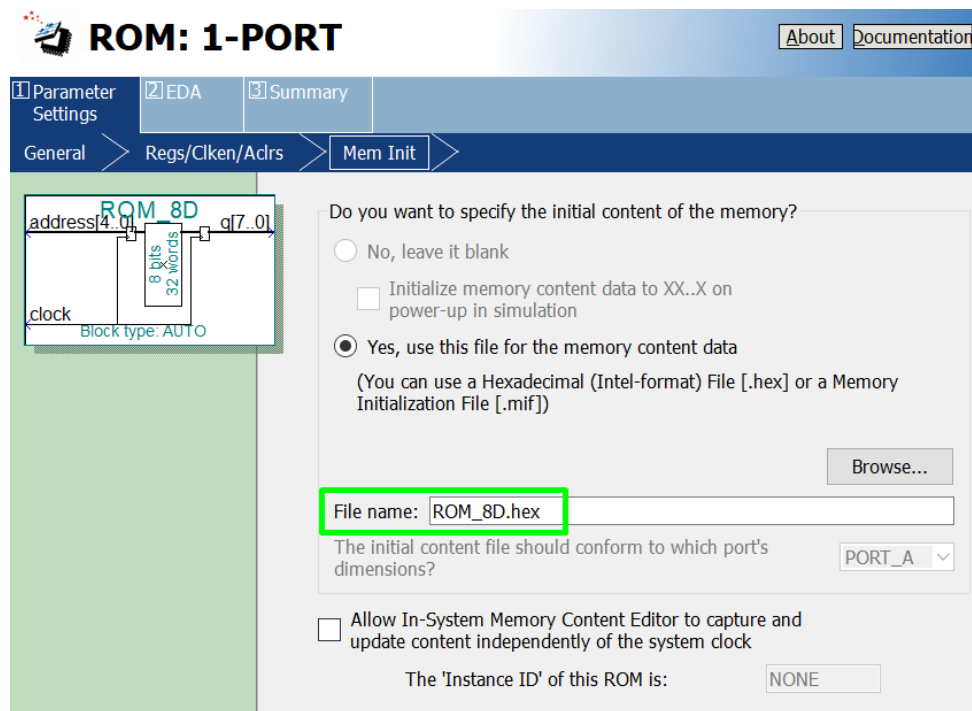 ROM: 1-PORT
About
Documentation
1 Parameter Settings
2 EDA
3 Summary
General
Regs/Clken/Aclrs
Mem Init
ROM_8D
address[4..0]
q[7..0]
8 bits
32 words
clock
Block type: AUTO
Do you want to specify the initial content of the memory?
No, leave it blank
Initialize memory content data to XX..X on
power-up in simulation
Yes, use this file for the memory content data
(You can use a Hexadecimal (Intel-format) File [.hex] or a Memory
Initialization File [.mif])
Browse...
File name: ROM_8D.hex
The initial content file should conform to which port's
dimensions?
PORT_A
Allow In-System Memory Content Editor to capture and
update content independently of the system clock
The 'Instance ID' of this ROM is:
NONE